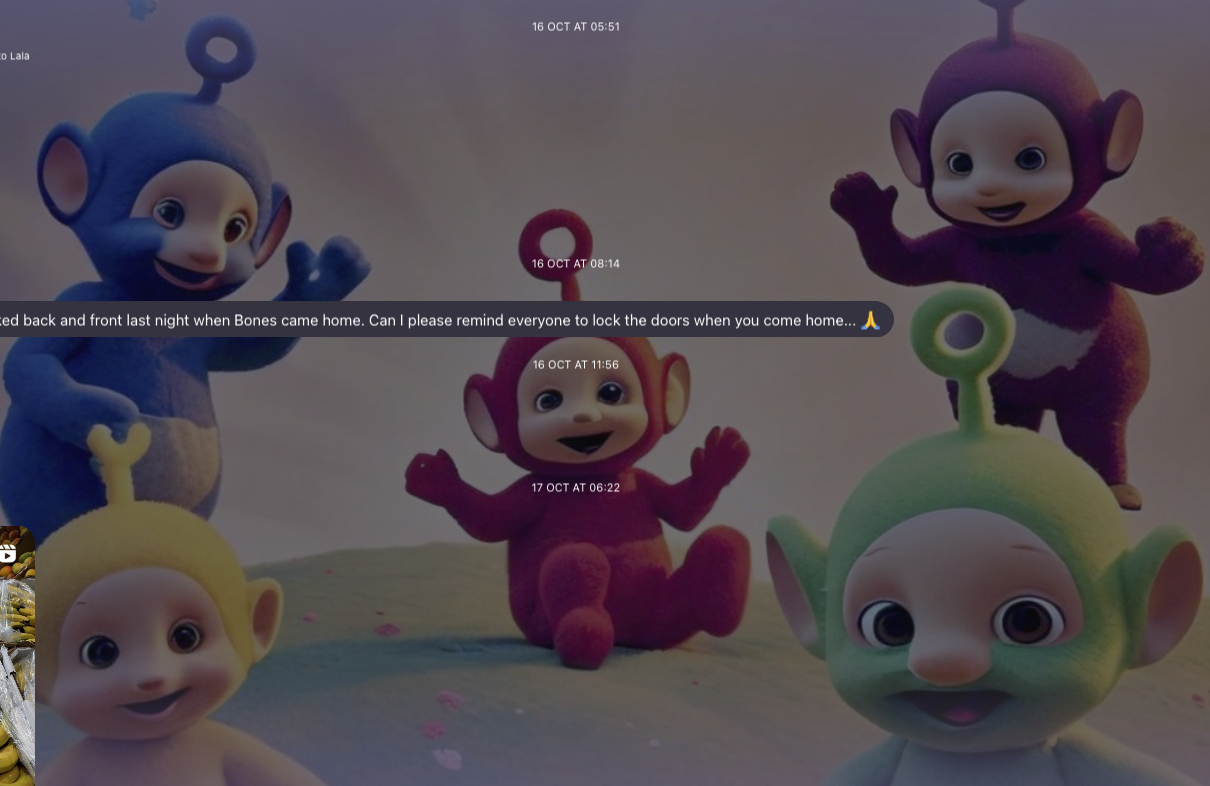 16 OCT AT 05:51
to Lala
16 OCT AT 08:14
back and front last night when Bones came home. Can I please remind everyone to lock the doors when you come home... 🙏
16 OCT AT 11:56
17 OCT AT 06:22